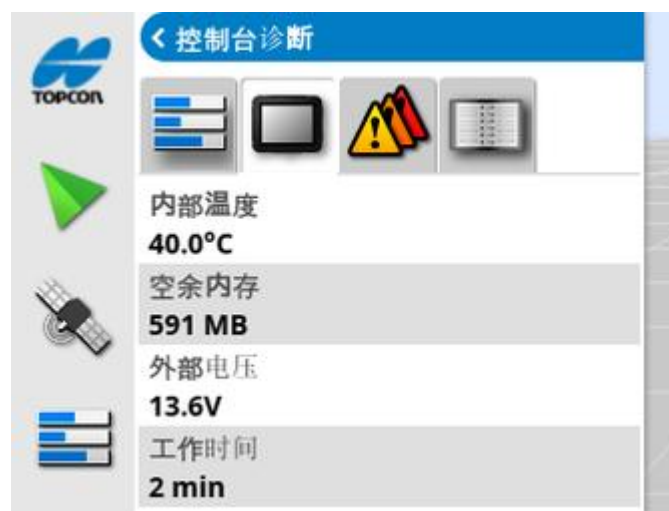 TOPCON
控制台诊断
内部温度
40.0°C
空余内存
591 MB
外部电压
13.6V
工作时间
2 min